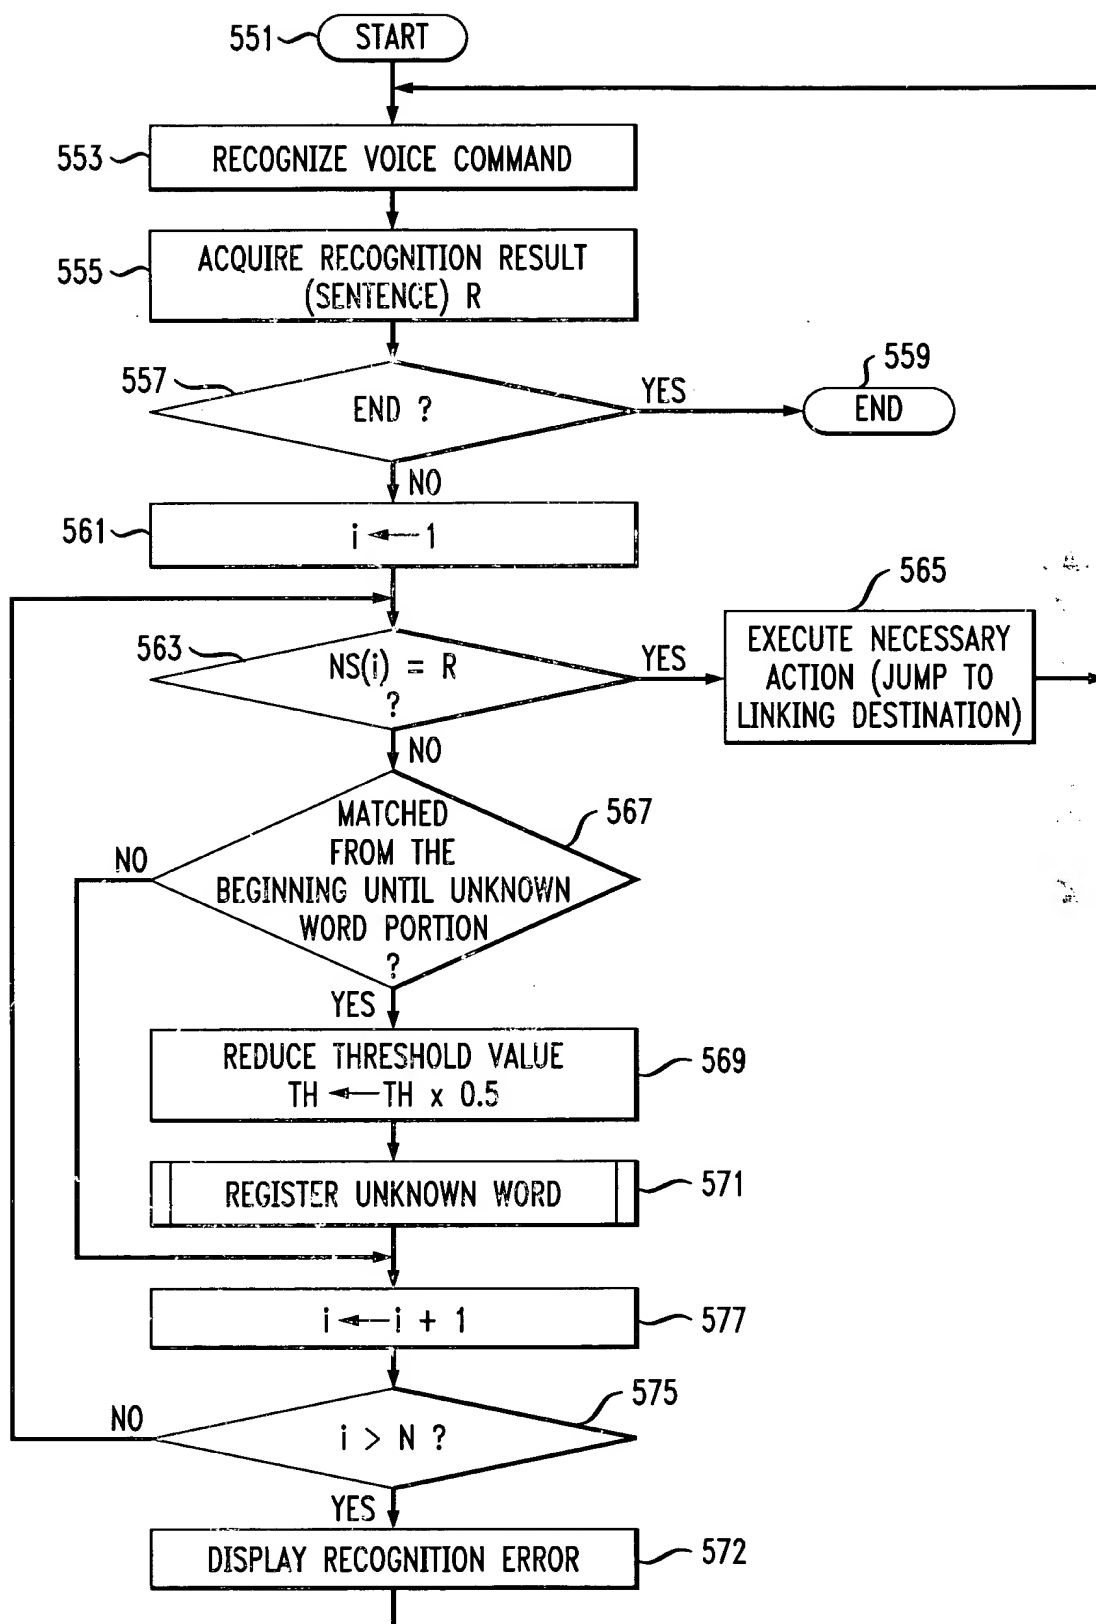 551
START
553
RECOGNIZE VOICE COMMAND
555
ACQUIRE RECOGNITION RESULT
(SENTENCE) R
557
END ?
YES
559
END
NO
561
i ← 1
563
NS(i) = R
?
YES
565
EXECUTE NECESSARY
ACTION (JUMP TO
LINKING DESTINATION)
NO
567
MATCHED
FROM THE
BEGINNING UNTIL UNKNOWN
WORD PORTION
?
NO
YES
REDUCE THRESHOLD VALUE
TH ← TH x 0.5
569
REGISTER UNKNOWN WORD
571
i ← i + 1
577
575
NO
i > N ?
YES
DISPLAY RECOGNITION ERROR
572